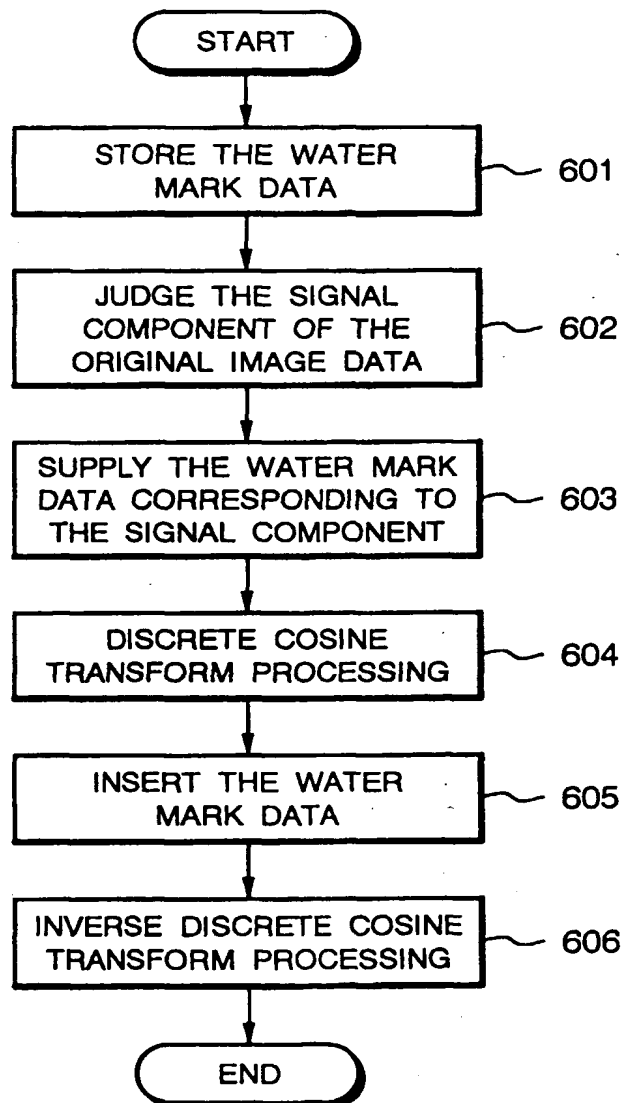 START
STORE THE WATER
MARK DATA
601
JUDGE THE SIGNAL
COMPONENT OF THE
ORIGINAL IMAGE DATA
602
SUPPLY THE WATER MARK
DATA CORRESPONDING TO
THE SIGNAL COMPONENT
603
DISCRETE COSINE
TRANSFORM PROCESSING
604
INSERT THE WATER
MARK DATA
605
INVERSE DISCRETE COSINE
TRANSFORM PROCESSING
606
END